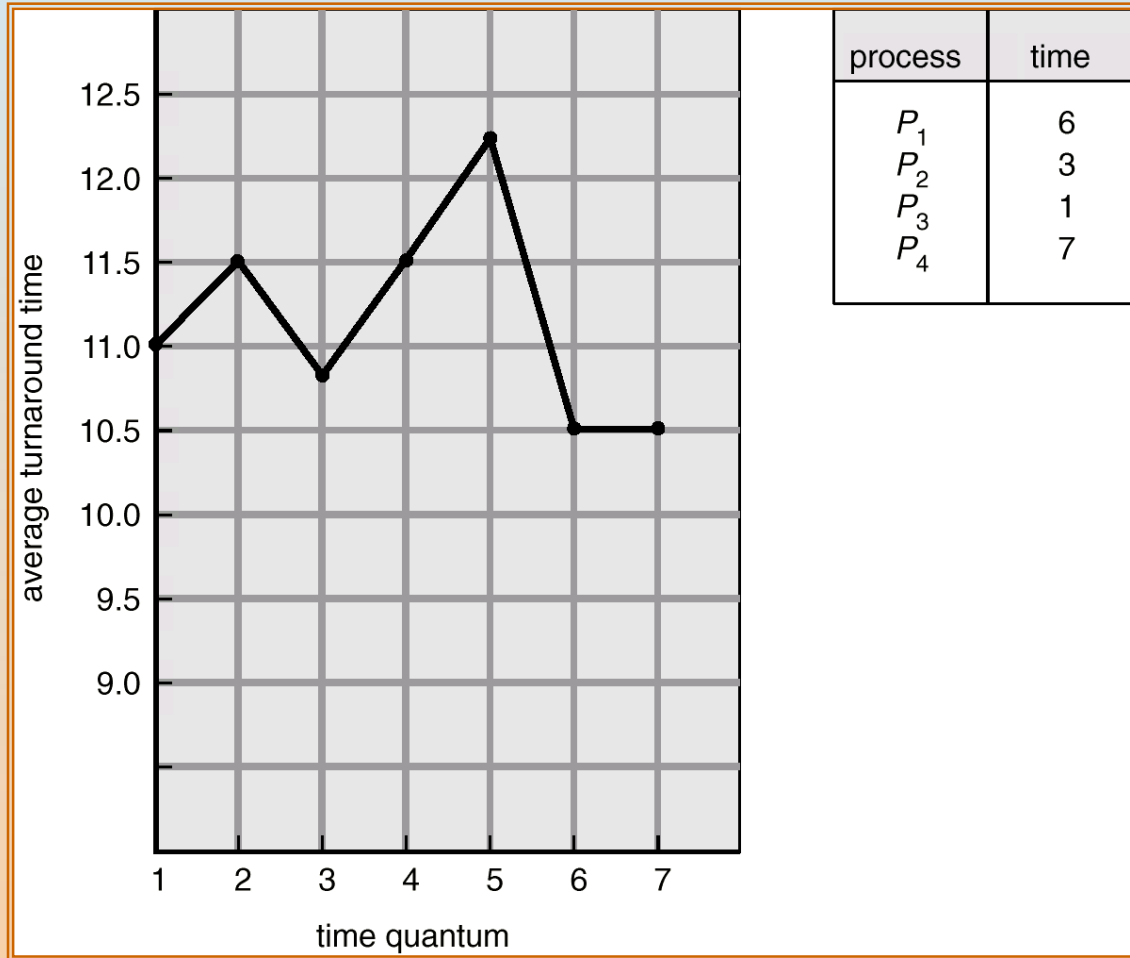 process time
P1 6
P2 3
P3 1
P4 7
average turnaround time
12.5
12.0
11.5
11.0
10.5
10.0
9.5
9.0
1 2 3 4 5 6 7
time quantum